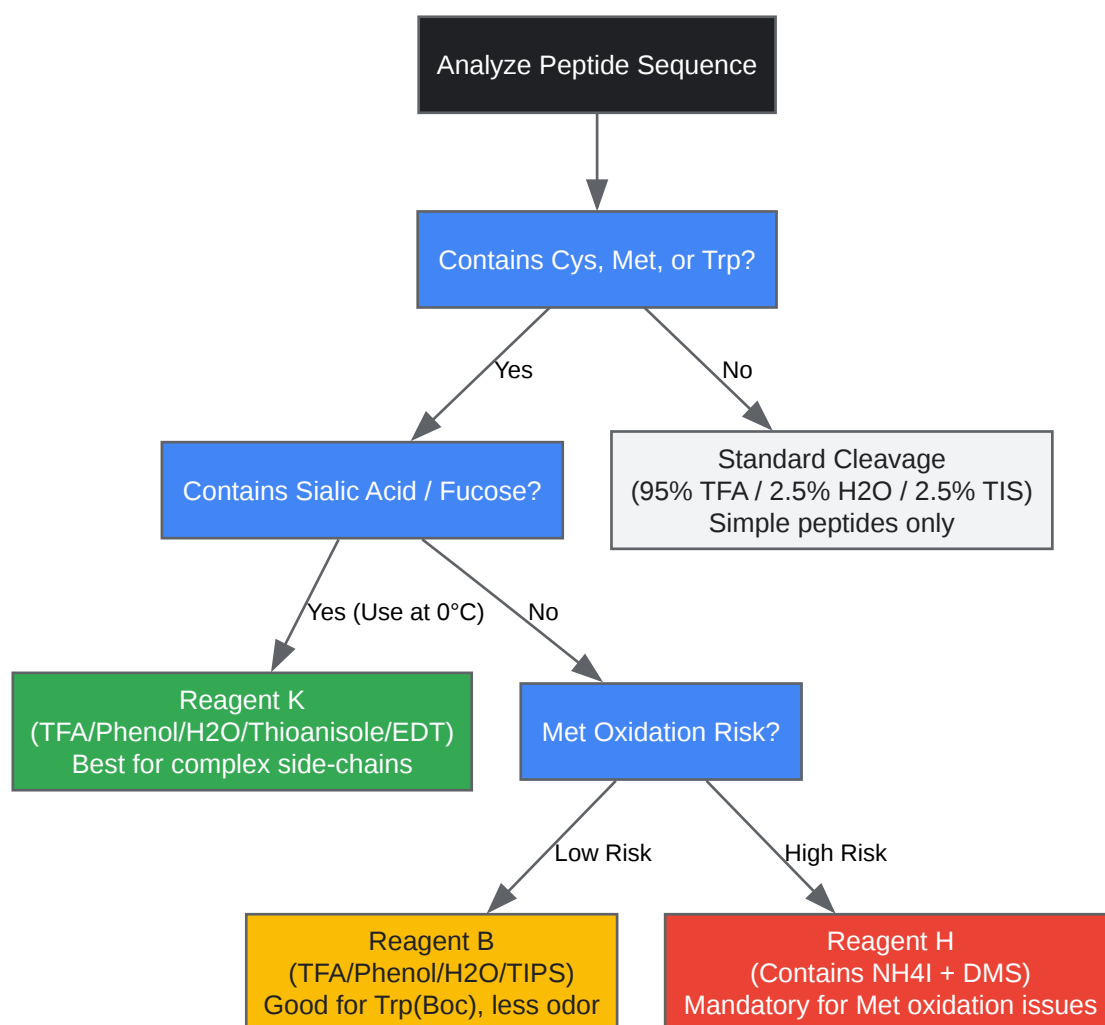 Analyze Peptide Sequence
Contains Cys, Met, or Trp?
Yes
No
Contains Sialic Acid / Fucose?
Standard Cleavage
(95% TFA / 2.5% H2O / 2.5% TIS)
Simple peptides only
Yes (Use at 0°C)
No
Reagent K
(TFA/Phenol/H2O/Thioanisole/EDT)
Best for complex side-chains
Met Oxidation Risk?
Low Risk
High Risk
Reagent B
(TFA/Phenol/H2O/TIPS)
Good for Trp(Boc), less odor
Reagent H
(Contains NH4I + DMS)
Mandatory for Met oxidation issues